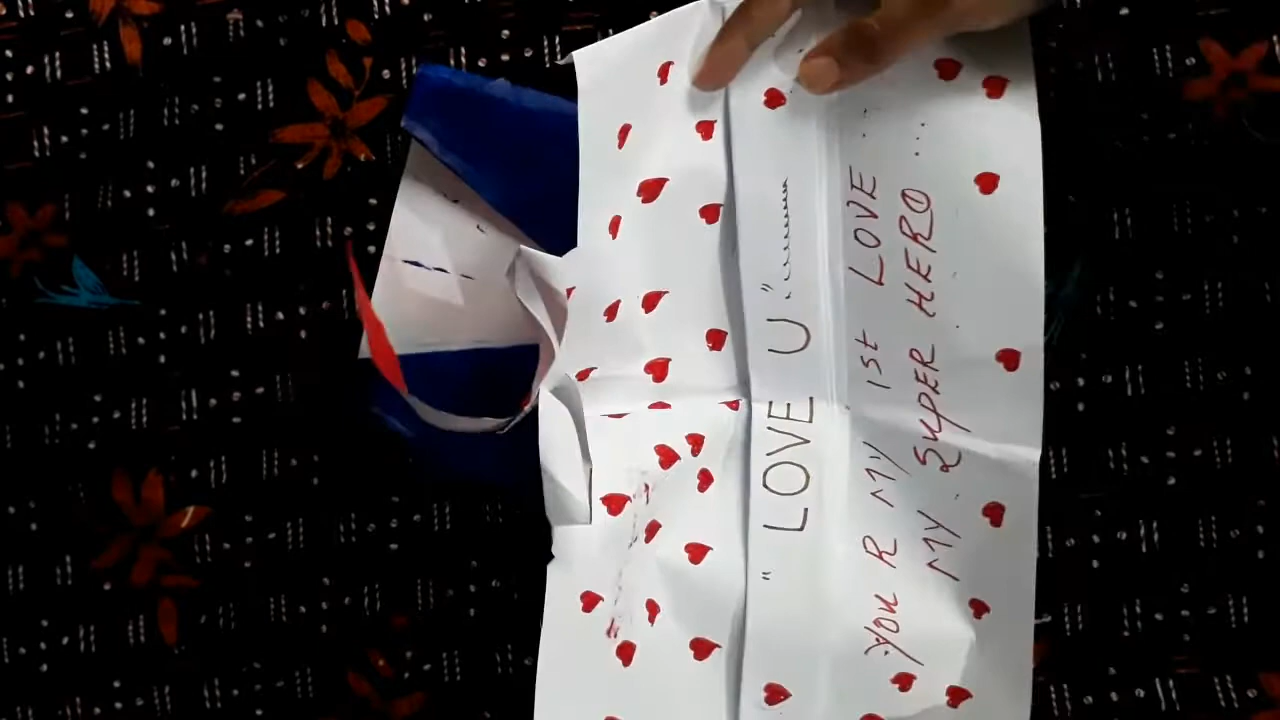 "LOVE U".........
YOU R MY 1St LOVE ...
MY SUPER HERO ...